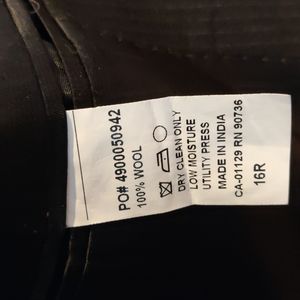 PO# 4900050942
100% WOOL
DRY CLEAN ONLY
LOW MOISTURE
UTILITY PRESS
MADE IN INDIA
CA-01129 RN 90736
16R